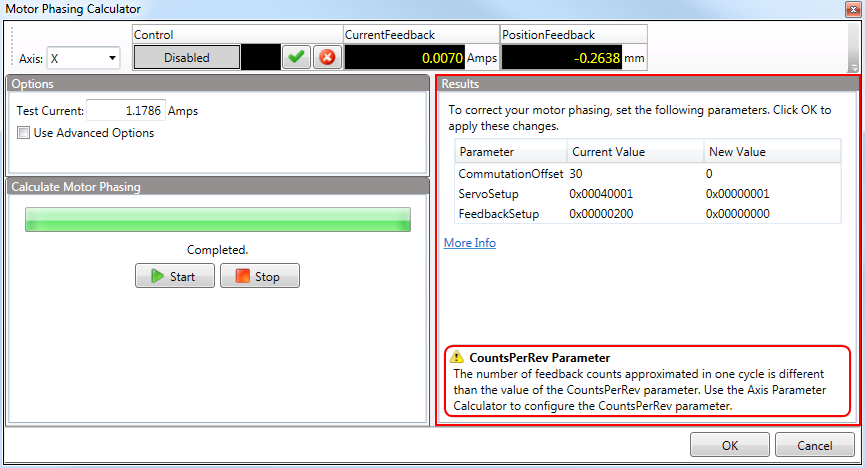 Motor Phasing Calculator
Axis: X
Control
Disabled
CurrentFeedback
0.0070 Amps
PositionFeedback
-0.2638 mm
Options
Test Current: 1.1786 Amps
Use Advanced Options
Calculate Motor Phasing
Completed.
Start Stop
Results
To correct your motor phasing, set the following parameters. Click OK to
apply these changes.
Parameter Current Value New Value
CommutationOffset 30 0
ServoSetup 0x00040001 0x00000001
FeedbackSetup 0x00000200 0x00000000
More Info
CountsPerRev Parameter
The number of feedback counts approximated in one cycle is different
than the value of the CountsPerRev parameter. Use the Axis Parameter
Calculator to configure the CountsPerRev parameter.
OK Cancel